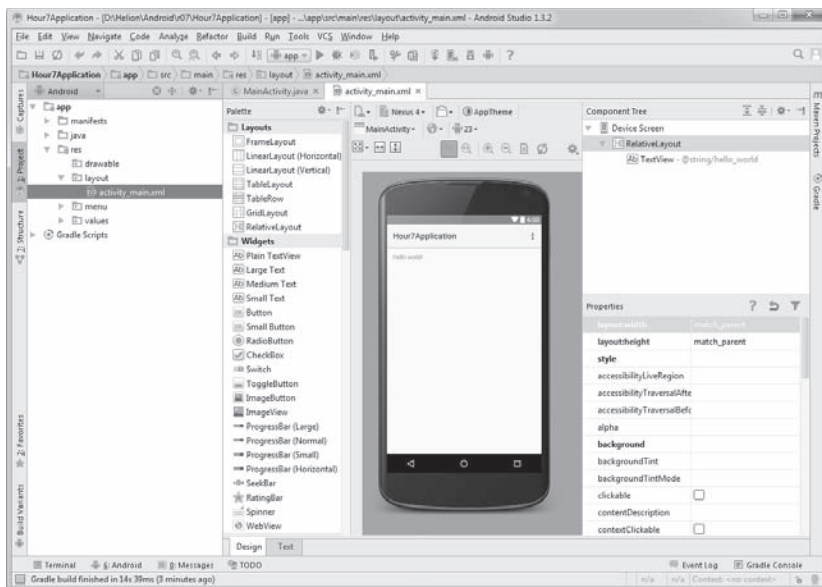 Hour7Application - [D:\Helion\Android\r07\Hour7Application] - [app] - ...\app\src\main\res\layout\activity_main.xml - Android Studio 1.3.2
File Edit View Navigate Code Analyze Refactor Build Run Tools VCS Window Help
app
Hour7Application app src main res layout activity_main.xml
Android
MainActivity.java
activity_main.xml
Captures
1: Project
2: Structure
2: Favorites
Build Variants
app
manifests
java
res
drawable
layout
activity_main.xml
menu
values
Gradle Scripts
Palette
Layouts
FrameLayout
LinearLayout (Horizontal)
LinearLayout (Vertical)
TableLayout
TableRow
GridLayout
RelativeLayout
Widgets
Plain TextView
Large Text
Medium Text
Small Text
Button
Small Button
RadioButton
CheckBox
Switch
ToggleButton
ImageButton
ImageView
ProgressBar (Large)
ProgressBar (Normal)
ProgressBar (Small)
ProgressBar (Horizontal)
SeekBar
RatingBar
Spinner
WebView
Design Text
Nexus 4 AppTheme
MainActivity 23
6:00
Hour7Application
Hello world!
Component Tree
Device Screen
RelativeLayout
TextView - @string/hello_world
Properties
layout:width match_parent
layout:height match_parent
style
accessibilityLiveRegion
accessibilityTraversalAfte
accessibilityTraversalBefo
alpha
background
backgroundTint
backgroundTintMode
clickable
contentDescription
contextClickable
Maven Projects
Gradle
Terminal 6: Android 0: Messages TODO Event Log Gradle Console
Gradle build finished in 14s 39ms (3 minutes ago) n/a n/a Context: <no context>